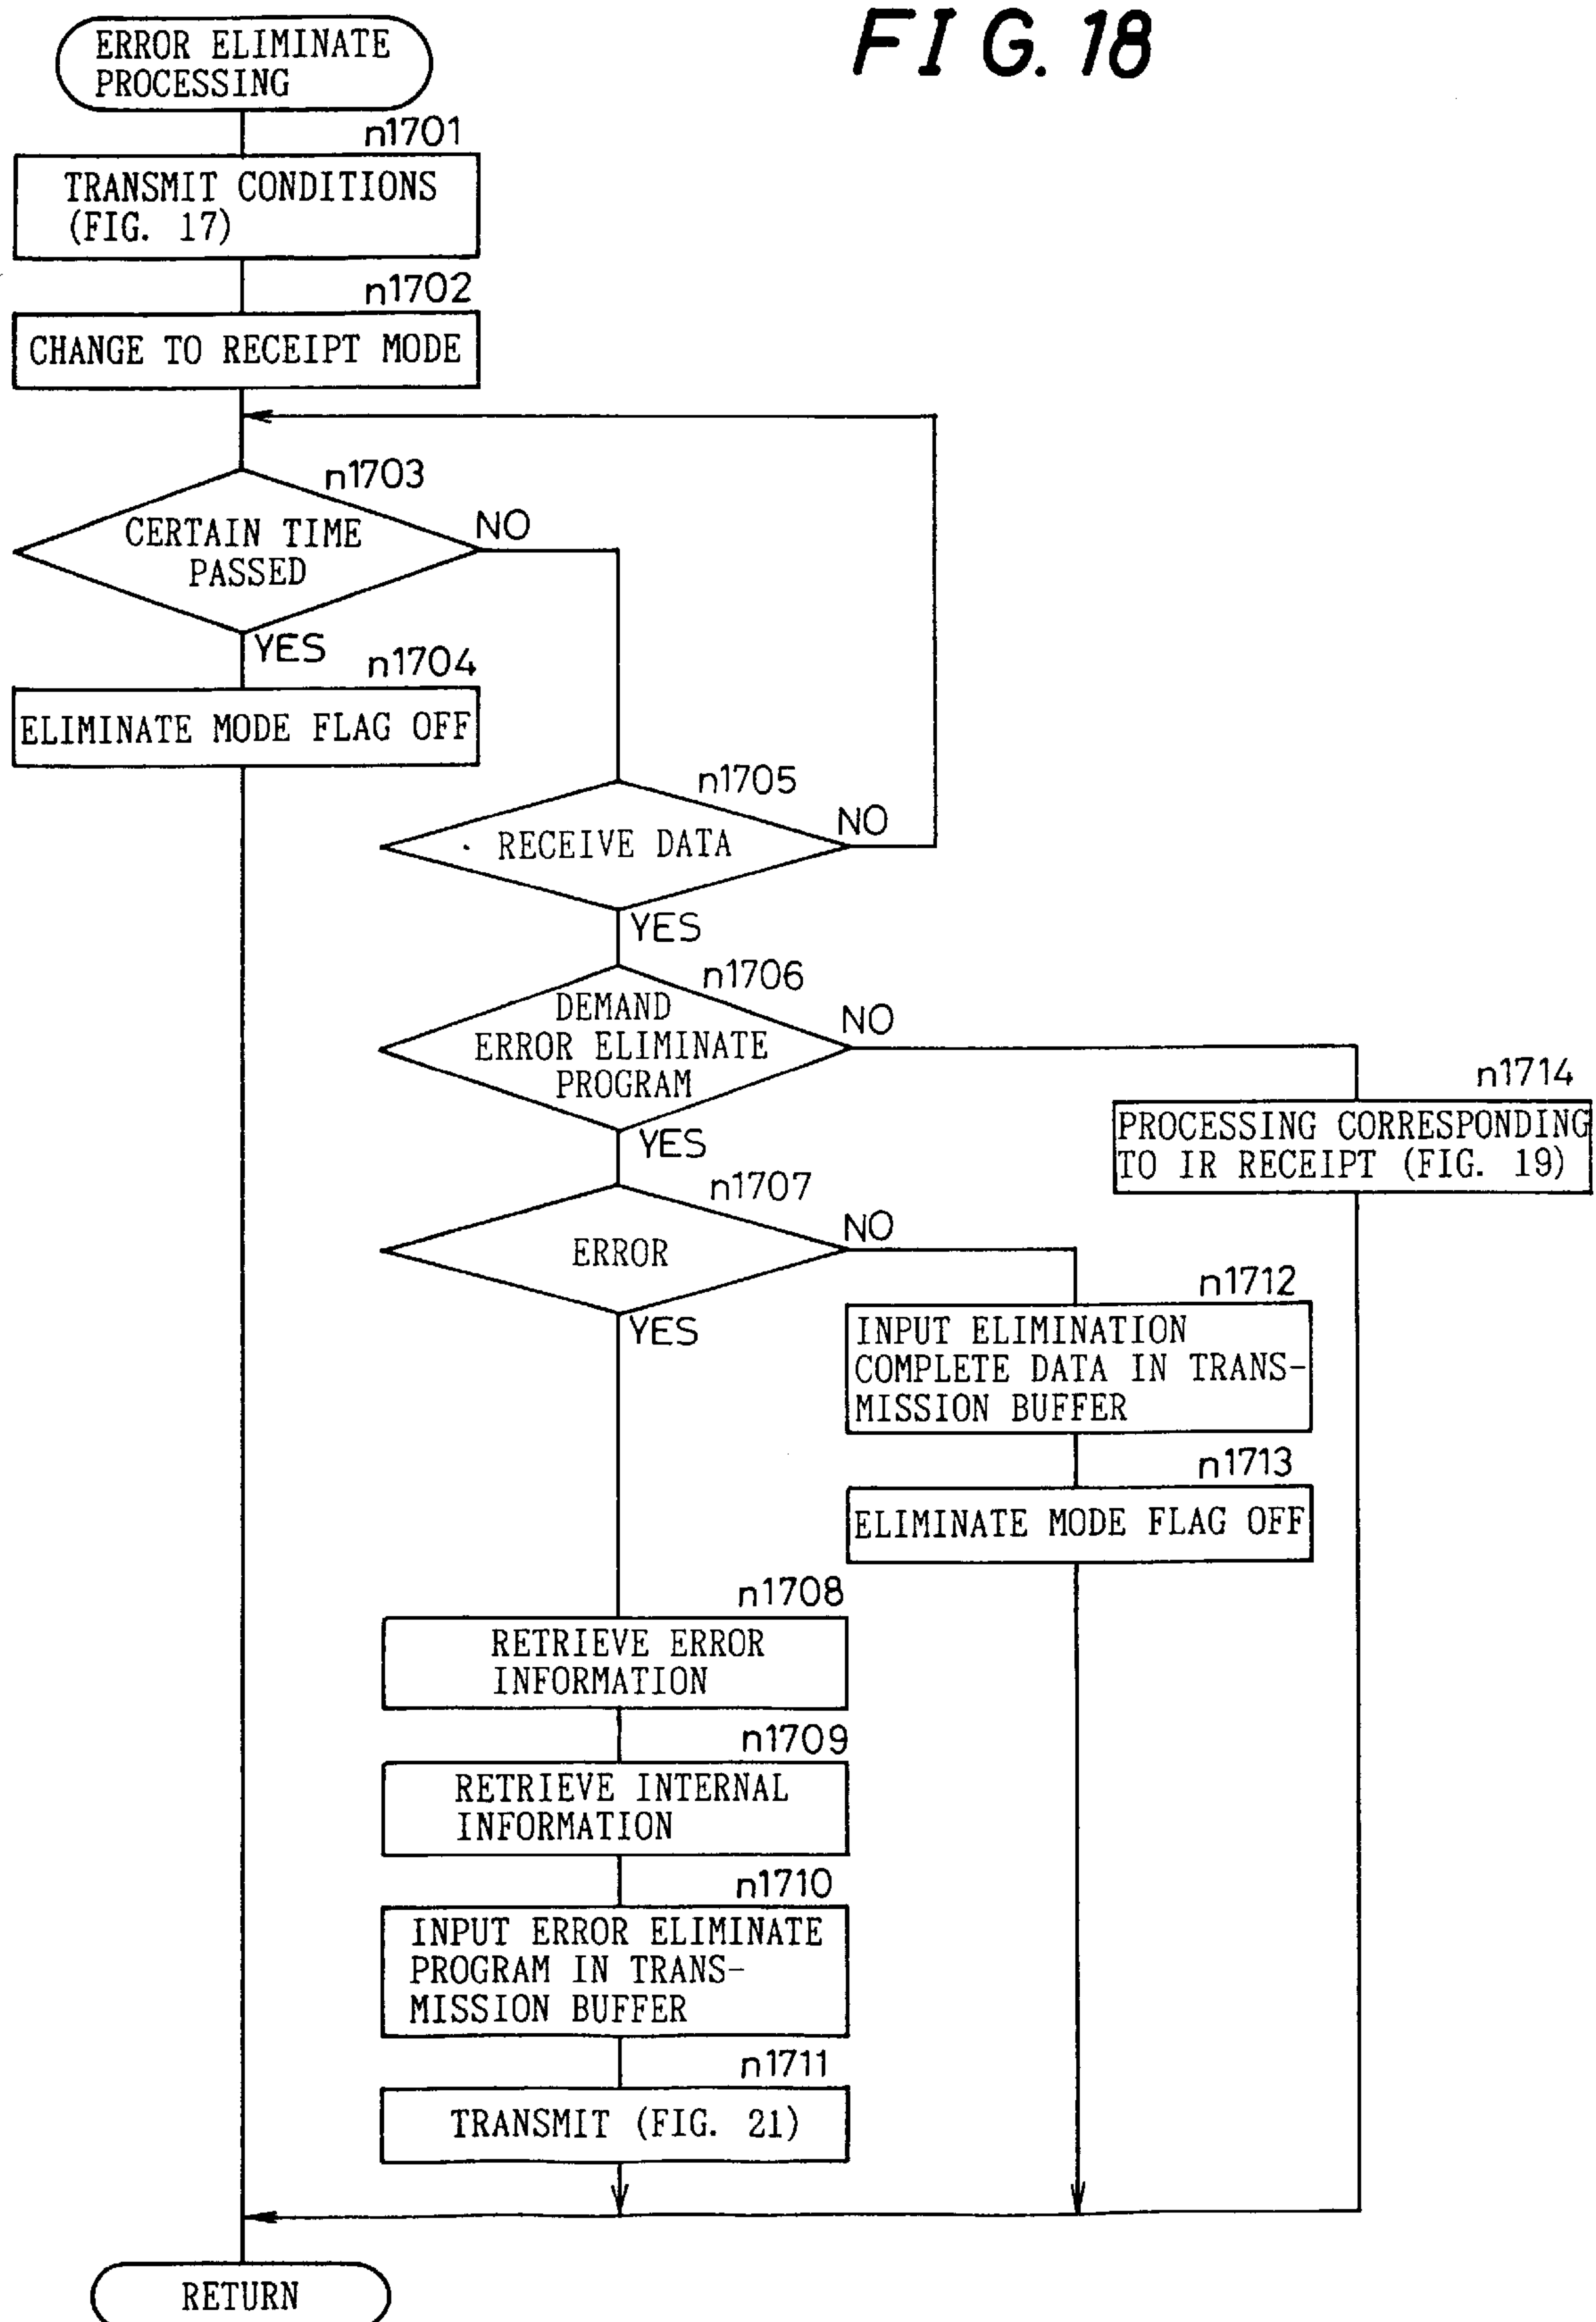 FIG. 18
ERROR ELIMINATE
PROCESSING
n1701
TRANSMIT CONDITIONS
(FIG. 17)
n1702
CHANGE TO RECEIPT MODE
n1703
CERTAIN TIME
PASSED
NO
YES
n1704
ELIMINATE MODE FLAG OFF
n1705
RECEIVE DATA
NO
YES
n1706
DEMAND
ERROR ELIMINATE
PROGRAM
NO
YES
n1714
PROCESSING CORRESPONDING
TO IR RECEIPT (FIG. 19)
n1707
ERROR
NO
YES
n1712
INPUT ELIMINATION
COMPLETE DATA IN TRANS-
MISSION BUFFER
n1713
ELIMINATE MODE FLAG OFF
n1708
RETRIEVE ERROR
INFORMATION
n1709
RETRIEVE INTERNAL
INFORMATION
n1710
INPUT ERROR ELIMINATE
PROGRAM IN TRANS-
MISSION BUFFER
n1711
TRANSMIT (FIG. 21)
RETURN